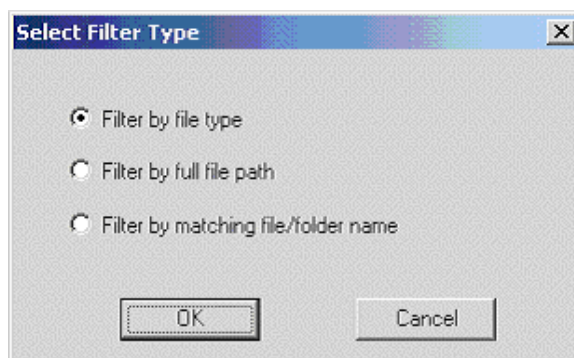 Select Filter Type
Filter by file type
Filter by full file path
Filter by matching file/folder name
OK Cancel